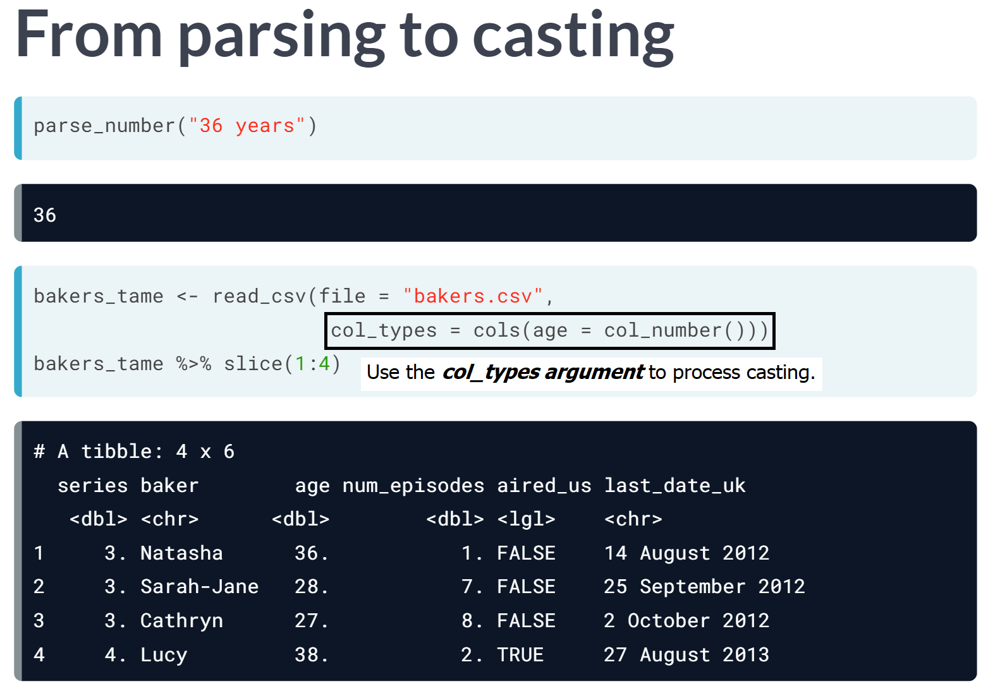 From parsing to casting
parse_number("36 years")
36
bakers_tame <- read_csv(file = "bakers.csv",
col_types = cols(age = col_number()))
bakers_tame %>% slice(1:4)
Use the col_types argument to process casting.
# A tibble: 4 x 6
series baker age num_episodes aired_us last_date_uk
<dbl> <chr> <dbl> <dbl> <lgl> <chr>
1 3. Natasha 36. 1. FALSE 14 August 2012
2 3. Sarah-Jane 28. 7. FALSE 25 September 2012
3 3. Cathryn 27. 8. FALSE 2 October 2012
4 4. Lucy 38. 2. TRUE 27 August 2013